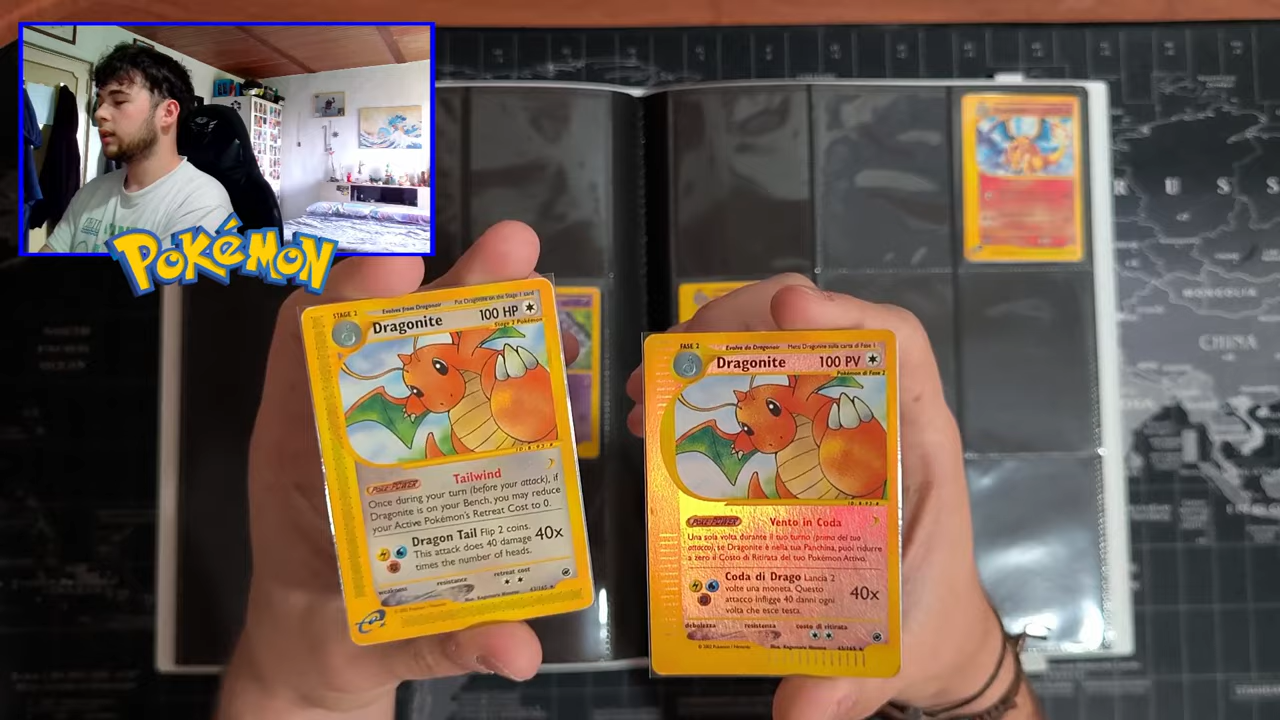 Pokémon
STAGE 2
Evolves from Dragonair
Put Dragonite on the Stage 1 card
Dragonite 100 HP
Stage 2 Pokémon
Tailwind
POKé-POWER
Once during your turn (before your attack), if
Dragonite is on your Bench, you may reduce
your Active Pokémon's Retreat Cost to 0.
Dragon Tail Flip 2 coins.
This attack does 40 damage
times the number of heads.
40x
weakness
resistance
retreat cost
FASE 2
Evolve da Dragonair
Metti Dragonite sulla carta di Fase 1
Dragonite 100 PV
Pokémon di Fase 2
POKé-POWER
Vento in Coda
Una sola volta durante il tuo turno (prima del tuo
attacco), se Dragonite è nella tua Panchina, puoi ridurre
a zero il Costo di Ritirata del tuo Pokémon Attivo.
Coda di Drago Lancia 2
volte una moneta. Questo
attacco infligge 40 danni ogni
volta che esce testa.
40x
debolezza
resistenza
costo di ritirata
R U S S
MONGOLIA
CHINA